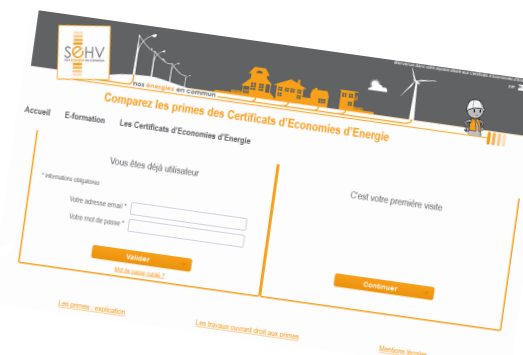 SéHV
nos énergies en commun
Comparez les primes des Certificats d'Economies d'Energie
Accueil E-formation Les Certificats d'Economies d'Energie
Vous êtes déjà utilisateur
* Informations obligatoires
Votre adresse email *
Votre mot de passe *
Valider
Mot de passe oublié ?
C'est votre première visite
Continuer
Les primes : explication
Les travaux ouvrant droit aux primes
Mentions légales